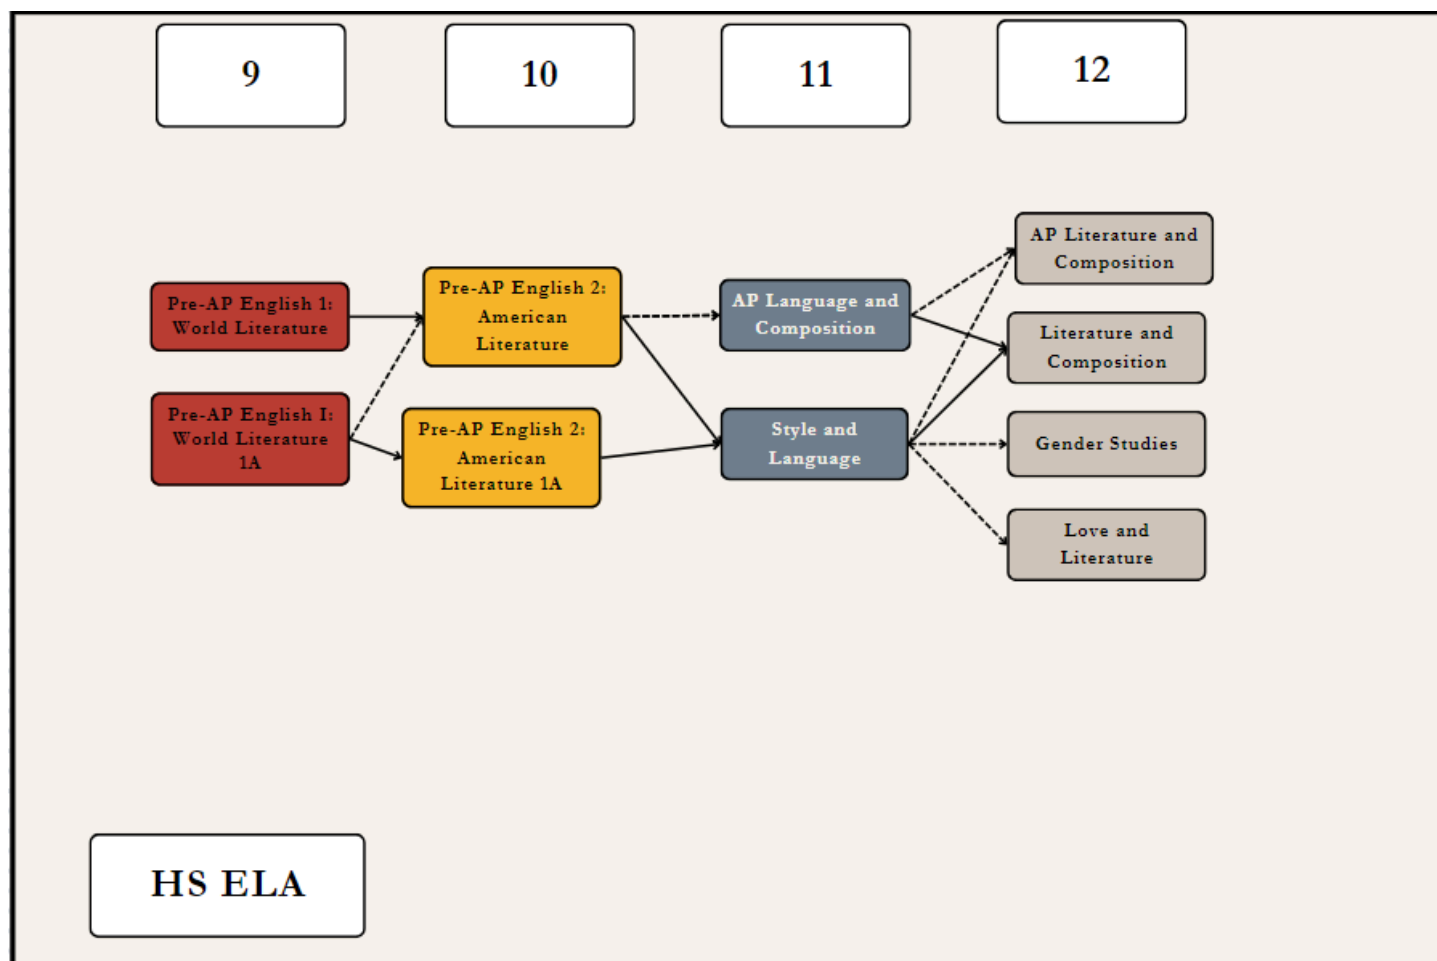 9
10
11
12
Pre-AP English 1:
World Literature
Pre-AP English I:
World Literature
1A
Pre-AP English 2:
American
Literature
Pre-AP English 2:
American
Literature 1A
AP Language and
Composition
Style and
Language
AP Literature and
Composition
Literature and
Composition
Gender Studies
Love and
Literature
HS ELA